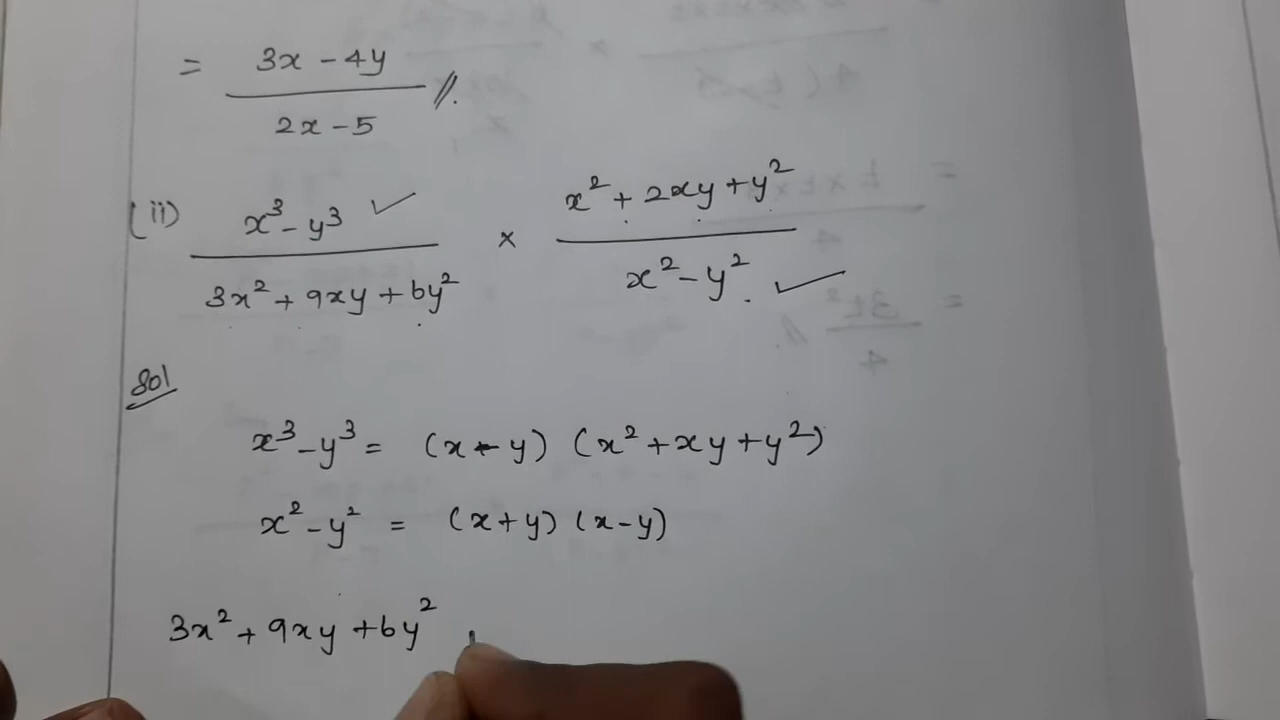 = 3x - 4y / 2x - 5 //.
(ii) x³ - y³ / 3x² + 9xy + 6y² × x² + 2xy + y² / x² - y²
Sol
x³ - y³ = (x - y) (x² + xy + y²)
x² - y² = (x + y) (x - y)
3x² + 9xy + 6y²